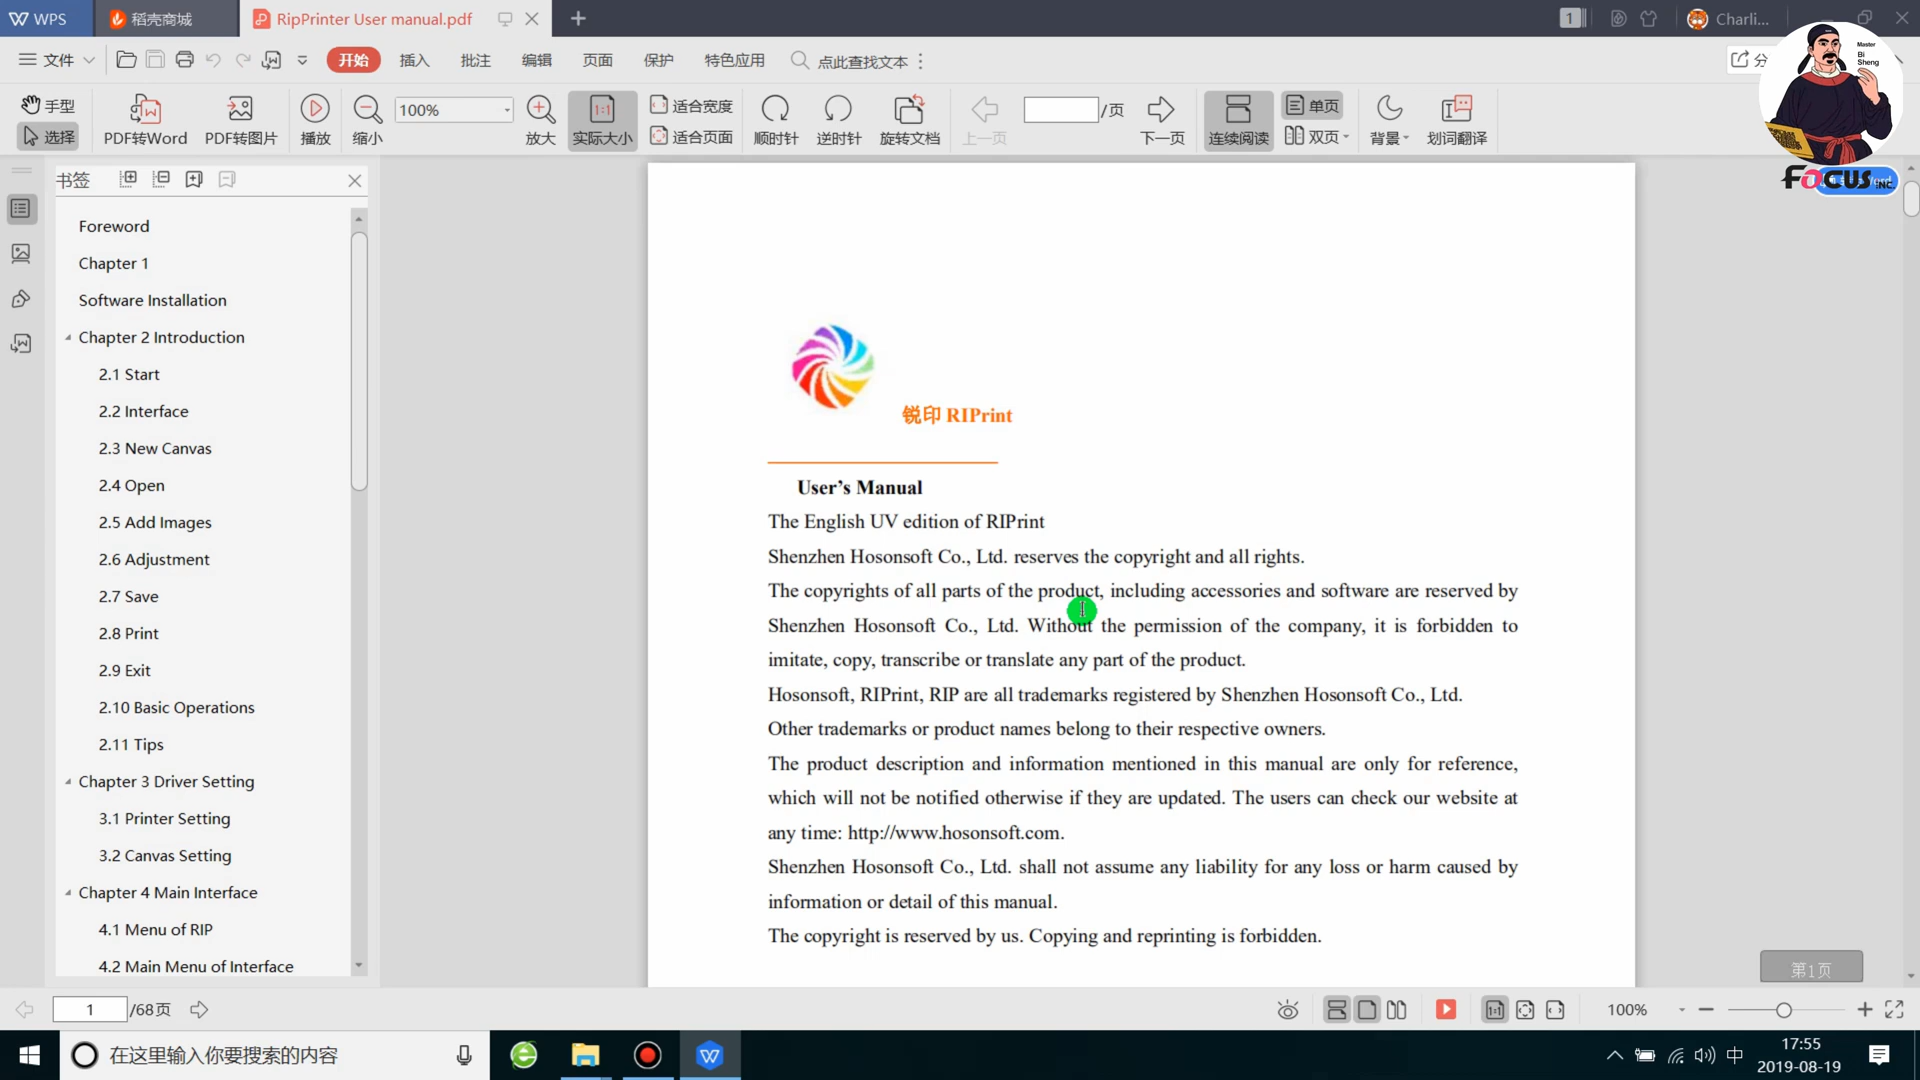 WPS
稻壳商城
RipPrinter User manual.pdf
1
Charli...
文件
开始
插入
批注
编辑
页面
保护
特色应用
点此查找文本
分
Master
Bi
Sheng
手型
选择
PDF转Word
PDF转图片
播放
缩小
100%
放大
1:1
实际大小
适合宽度
适合页面
顺时针
逆时针
旋转文档
上一页
/页
下一页
连续阅读
单页
双页
背景
划词翻译
FOCUS INC.
书签
Foreword
Chapter 1
Software Installation
Chapter 2 Introduction
2.1 Start
2.2 Interface
2.3 New Canvas
2.4 Open
2.5 Add Images
2.6 Adjustment
2.7 Save
2.8 Print
2.9 Exit
2.10 Basic Operations
2.11 Tips
Chapter 3 Driver Setting
3.1 Printer Setting
3.2 Canvas Setting
Chapter 4 Main Interface
4.1 Menu of RIP
4.2 Main Menu of Interface
锐印 RIPrint
User's Manual
The English UV edition of RIPrint
Shenzhen Hosonsoft Co., Ltd. reserves the copyright and all rights.
The copyrights of all parts of the product, including accessories and software are reserved by
Shenzhen Hosonsoft Co., Ltd. Without the permission of the company, it is forbidden to
imitate, copy, transcribe or translate any part of the product.
Hosonsoft, RIPrint, RIP are all trademarks registered by Shenzhen Hosonsoft Co., Ltd.
Other trademarks or product names belong to their respective owners.
The product description and information mentioned in this manual are only for reference,
which will not be notified otherwise if they are updated. The users can check our website at
any time: http://www.hosonsoft.com.
Shenzhen Hosonsoft Co., Ltd. shall not assume any liability for any loss or harm caused by
information or detail of this manual.
The copyright is reserved by us. Copying and reprinting is forbidden.
第1页
1
/68页
1:1
100%
在这里输入你要搜索的内容
中
17:55
2019-08-19